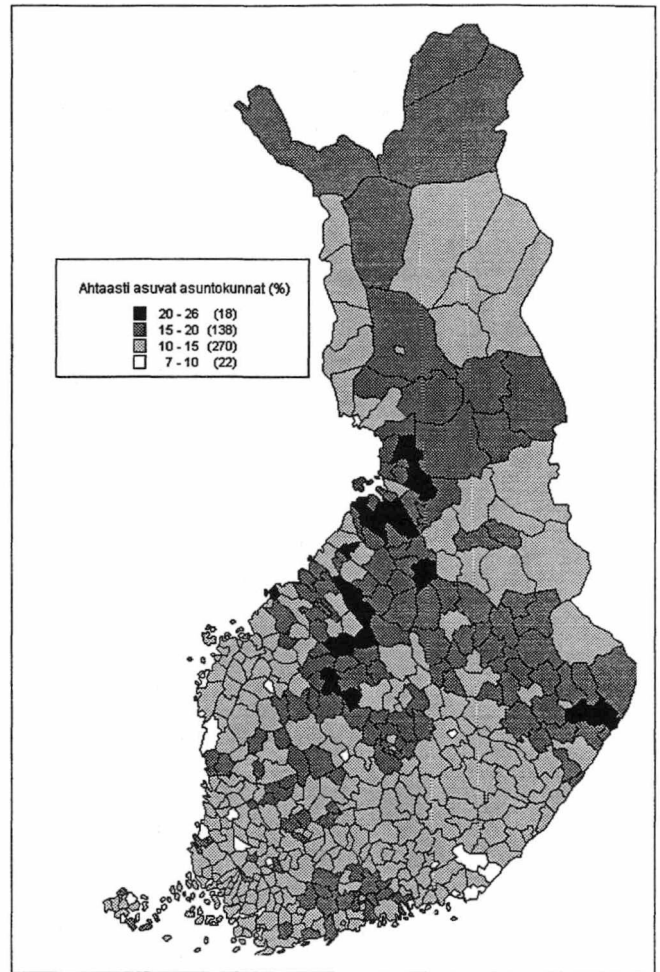 Ahtaasti asuvat asuntokunnat (%)
20 - 26 (18)
15 - 20 (138)
10 - 15 (270)
7 - 10 (22)